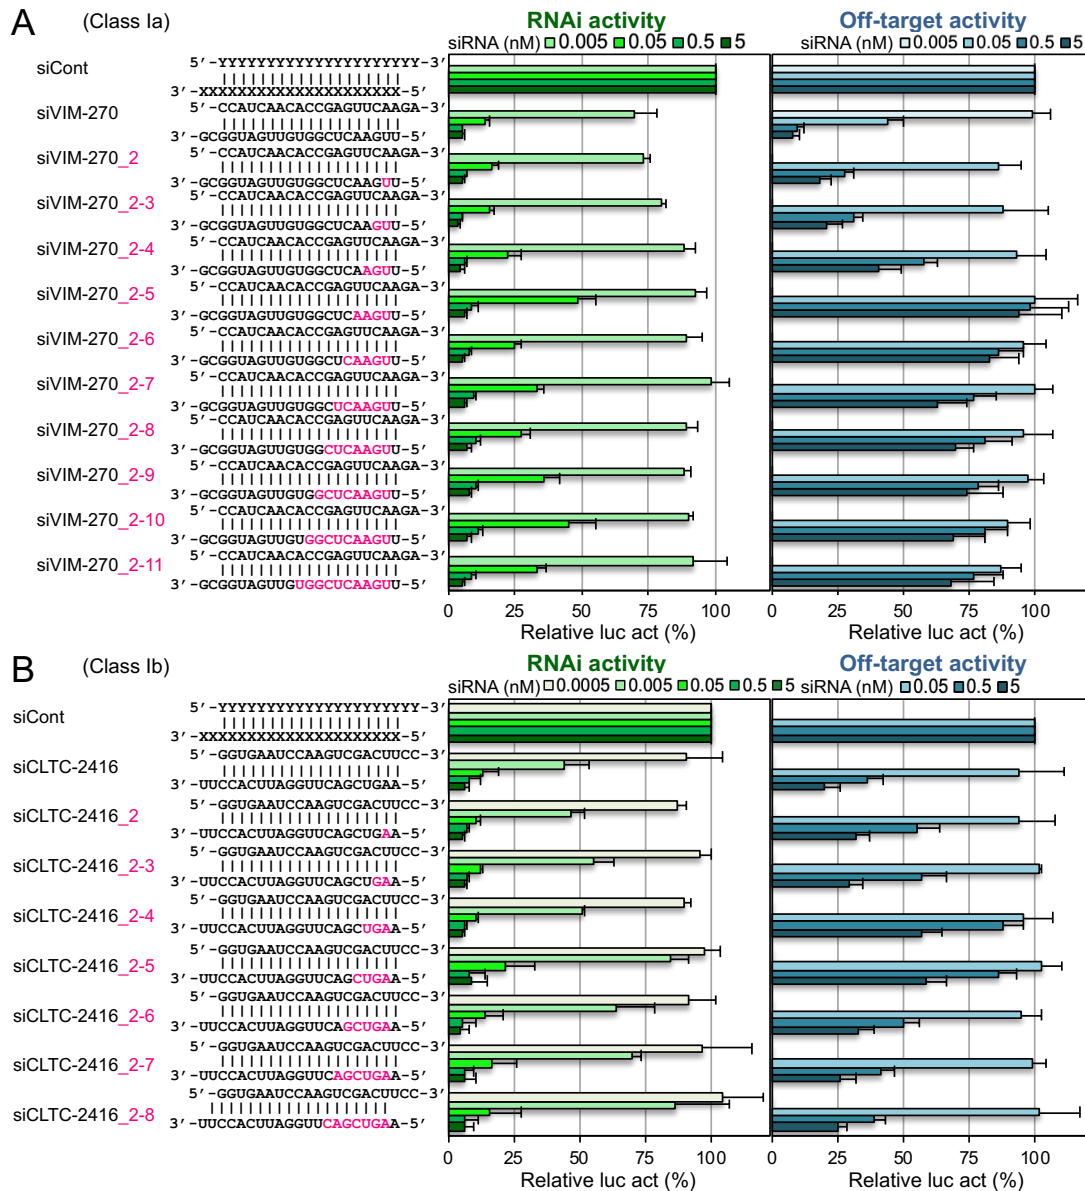 A (Class Ia) RNAi activity Off-target activity
siRNA (nM) 0.005 0.05 0.5 5 siRNA (nM) 0.005 0.05 0.5 5
siCont 5′-YYYYYYYYYYYYYYYYYYYYY-3′
3′-XXXXXXXXXXXXXXXXXXXXX-5′
siVIM-270 5′-CCAUCAACACCGAGUUCAAGA-3′
3′-GCGGUAGUUGUGGCUCAAGUU-5′
siVIM-270_2 5′-CCAUCAACACCGAGUUCAAGA-3′
3′-GCGGUAGUUGUGGCUCAAGUU-5′
siVIM-270_2-3 5′-CCAUCAACACCGAGUUCAAGA-3′
3′-GCGGUAGUUGUGGCUCAAGUU-5′
siVIM-270_2-4 5′-CCAUCAACACCGAGUUCAAGA-3′
3′-GCGGUAGUUGUGGCUCAAGUU-5′
siVIM-270_2-5 5′-CCAUCAACACCGAGUUCAAGA-3′
3′-GCGGUAGUUGUGGCUCAAGUU-5′
siVIM-270_2-6 5′-CCAUCAACACCGAGUUCAAGA-3′
3′-GCGGUAGUUGUGGCUCAAGUU-5′
siVIM-270_2-7 5′-CCAUCAACACCGAGUUCAAGA-3′
3′-GCGGUAGUUGUGGCUCAAGUU-5′
siVIM-270_2-8 5′-CCAUCAACACCGAGUUCAAGA-3′
3′-GCGGUAGUUGUGGCUCAAGUU-5′
siVIM-270_2-9 5′-CCAUCAACACCGAGUUCAAGA-3′
3′-GCGGUAGUUGUGGCUCAAGUU-5′
siVIM-270_2-10 5′-CCAUCAACACCGAGUUCAAGA-3′
3′-GCGGUAGUUGUGGCUCAAGUU-5′
siVIM-270_2-11 5′-CCAUCAACACCGAGUUCAAGA-3′
3′-GCGGUAGUUGUGGCUCAAGUU-5′
0 25 50 75 100 0 25 50 75 100
Relative luc act (%) Relative luc act (%)
B (Class Ib) RNAi activity Off-target activity
siRNA (nM) 0.0005 0.005 0.05 0.5 5 siRNA (nM) 0.05 0.5 5
siCont 5′-YYYYYYYYYYYYYYYYYYYYY-3′
3′-XXXXXXXXXXXXXXXXXXXXX-5′
siCLTC-2416 5′-GGUGAAUCCAAGUCGACUUCC-3′
3′-UUCCACUUAGGUUCAGCUGAA-5′
siCLTC-2416_2 5′-GGUGAAUCCAAGUCGACUUCC-3′
3′-UUCCACUUAGGUUCAGCUGAA-5′
siCLTC-2416_2-3 5′-GGUGAAUCCAAGUCGACUUCC-3′
3′-UUCCACUUAGGUUCAGCUGAA-5′
siCLTC-2416_2-4 5′-GGUGAAUCCAAGUCGACUUCC-3′
3′-UUCCACUUAGGUUCAGCUGAA-5′
siCLTC-2416_2-5 5′-GGUGAAUCCAAGUCGACUUCC-3′
3′-UUCCACUUAGGUUCAGCUGAA-5′
siCLTC-2416_2-6 5′-GGUGAAUCCAAGUCGACUUCC-3′
3′-UUCCACUUAGGUUCAGCUGAA-5′
siCLTC-2416_2-7 5′-GGUGAAUCCAAGUCGACUUCC-3′
3′-UUCCACUUAGGUUCAGCUGAA-5′
siCLTC-2416_2-8 5′-GGUGAAUCCAAGUCGACUUCC-3′
3′-UUCCACUUAGGUUCAGCUGAA-5′
0 25 50 75 100 0 25 50 75 100
Relative luc act (%) Relative luc act (%)